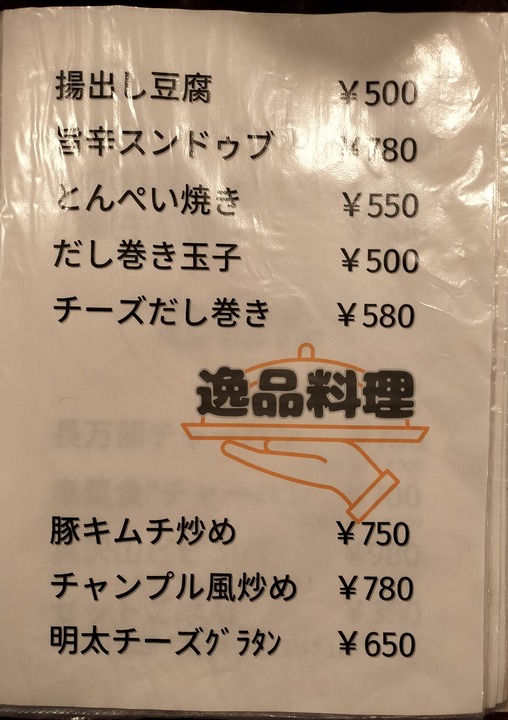 揚出し豆腐 ￥500
旨辛スンドゥブ ￥780
とんぺい焼き ￥550
だし巻き玉子 ￥500
チーズだし巻き ￥580
逸品料理
豚キムチ炒め ￥750
チャンプル風炒め ￥780
明太チーズｸﾞﾗﾀﾝ ￥650